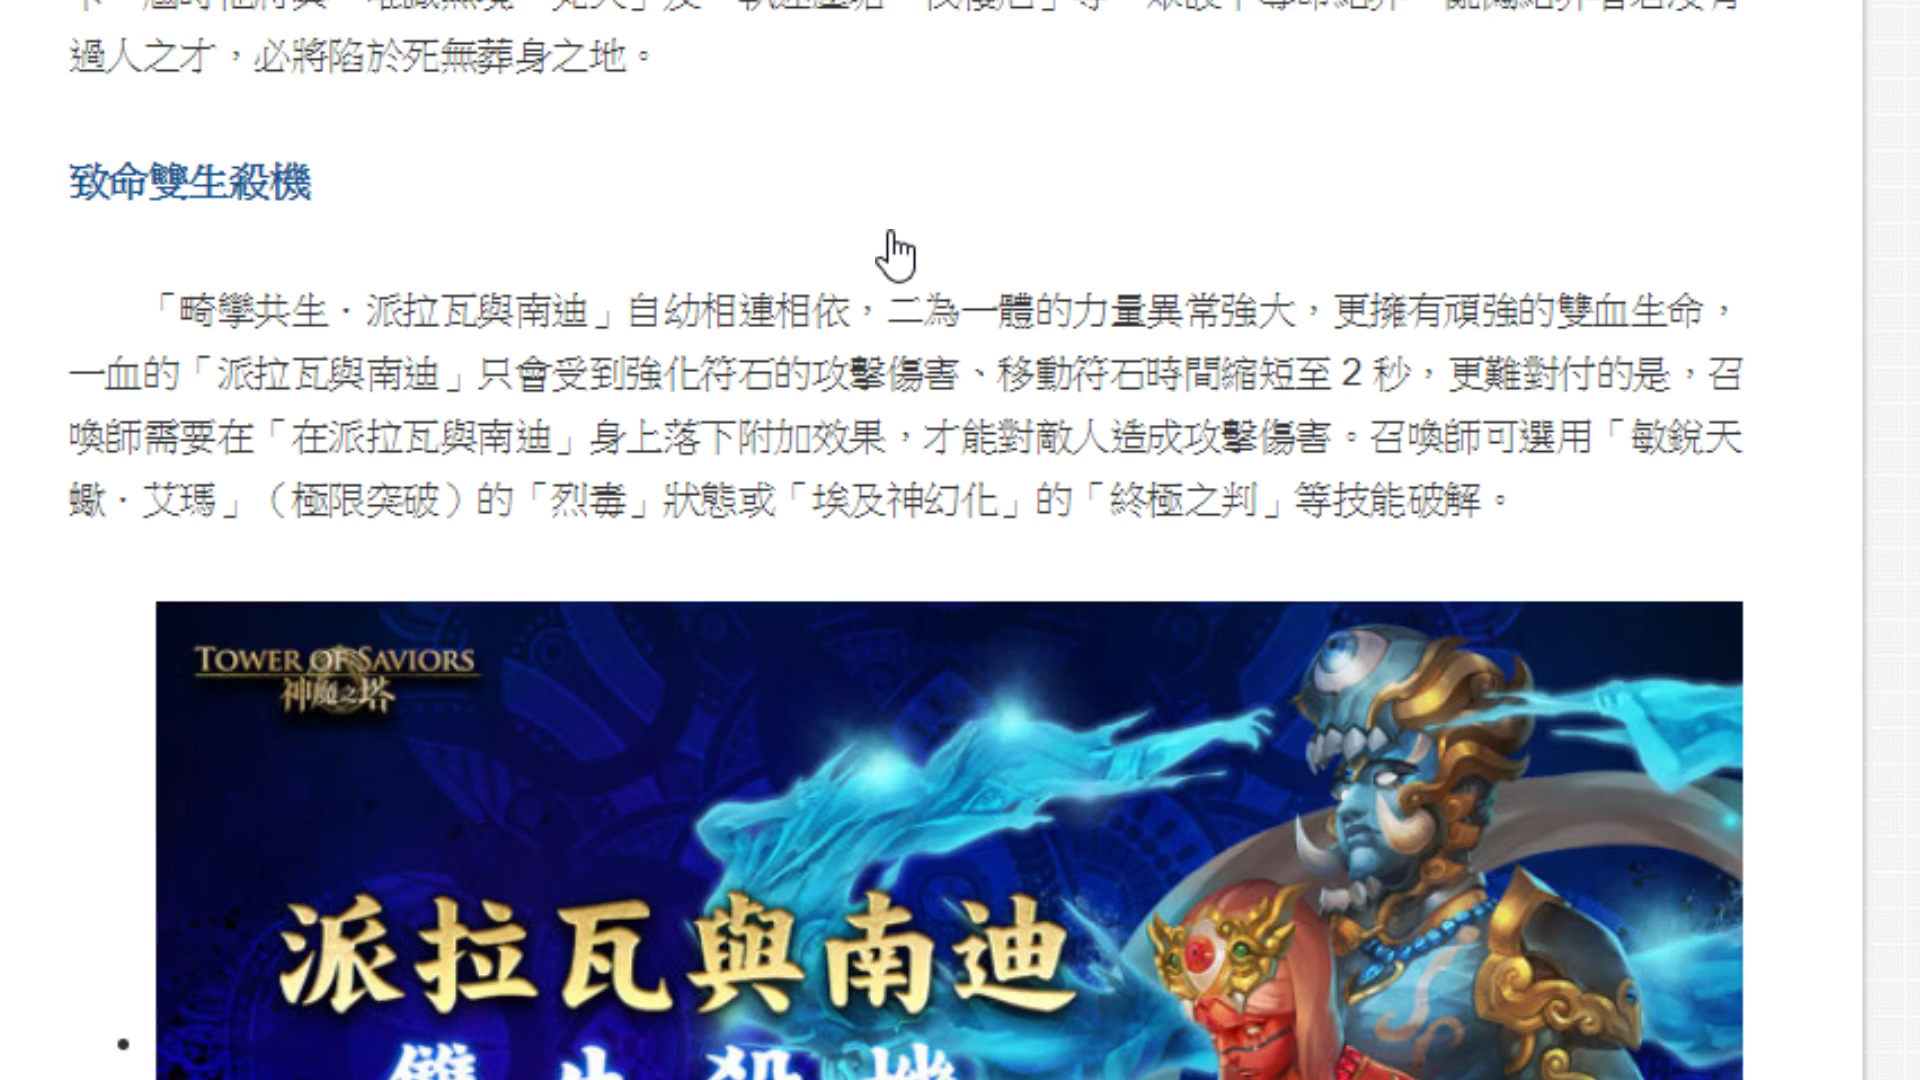 過人之才，必將陷於死無葬身之地。
致命雙生殺機
「畸孿共生．派拉瓦與南迪」自幼相連相依，二為一體的力量異常強大，更擁有頑強的雙血生命，
一血的「派拉瓦與南迪」只會受到強化符石的攻擊傷害、移動符石時間縮短至 2 秒，更難對付的是，召
喚師需要在「在派拉瓦與南迪」身上落下附加效果，才能對敵人造成攻擊傷害。召喚師可選用「敏銳天
蠍．艾瑪」（極限突破）的「烈毒」狀態或「埃及神幻化」的「終極之判」等技能破解。
TOWER OF SAVIORS
神魔之塔
派拉瓦與南迪
雙生殺機